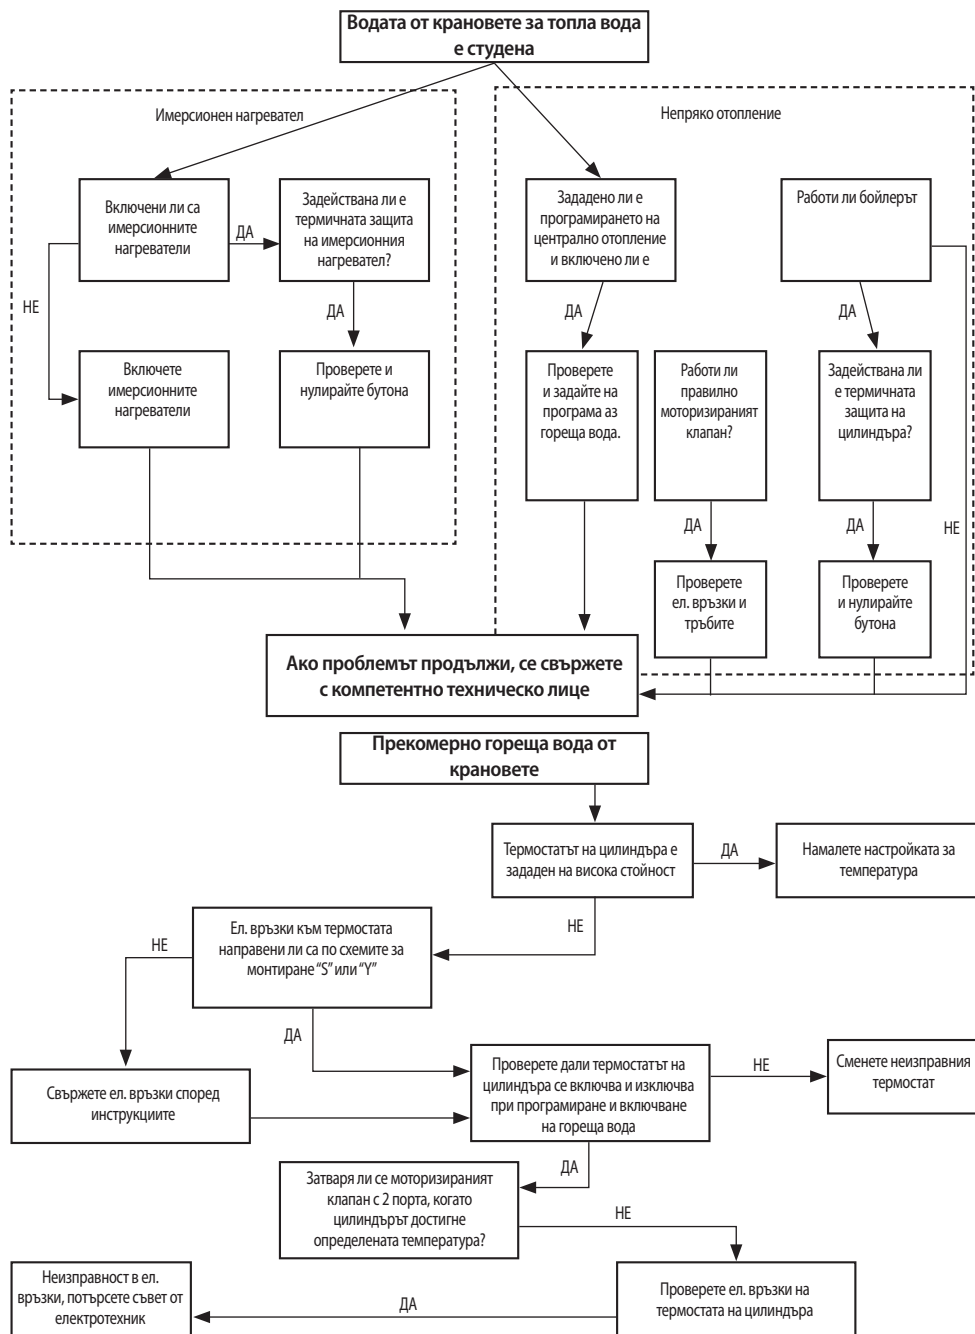 Водата от крановете за топла вода
е студена
Имерсионен нагревател
Непряко отопление
Включени ли са
имерсионните
нагреватели
ДА
Задействана ли е
термичната защита
на имерсионния
нагревател?
Зададено ли е
програмирането на
централно отопление
и включено ли е
Работи ли бойлерът
НЕ
ДА
ДА
ДА
Включете
имерсионните
нагреватели
Проверете и
нулирайте бутона
Проверете
и задайте на
програма аз
гореща вода.
Работи ли
правилно
моторизираният
клапан?
Задействана ли
е термичната
защита на
цилиндъра?
ДА
ДА
НЕ
Проверете
ел. връзки и
тръбите
Проверете
и нулирайте
бутона
Ако проблемът продължи, се свържете
с компетентно техническо лице
Прекомерно гореща вода от
крановете
Термостатът на цилиндъра е
зададен на висока стойност
ДА
Намалете настройката за
температура
НЕ
Ел. връзки към термостата
направени ли са по схемите за
монтиране “S” или “Y”
НЕ
ДА
Свържете ел. връзки според
инструкциите
Проверете дали термостатът на
цилиндъра се включва и изключва
при програмиране и включване
на гореща вода
НЕ
Сменете неизправния
термостат
ДА
Затваря ли се моторизираният
клапан с 2 порта, когато
цилиндърът достигне
определената температура?
НЕ
Проверете ел. връзки на
термостата на цилиндъра
ДА
Неизправност в ел.
връзки, потърсете съвет от
електротехник